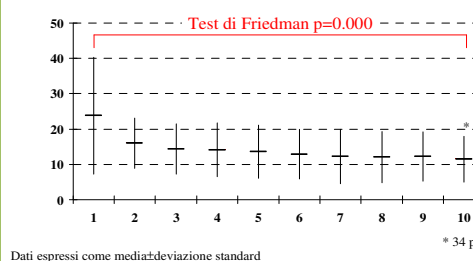 50
Test di Friedman p=0.000
40
30
20
*
10
0
1 2 3 4 5 6 7 8 9 10
* 34 p
Dati espressi come media±deviazione standard